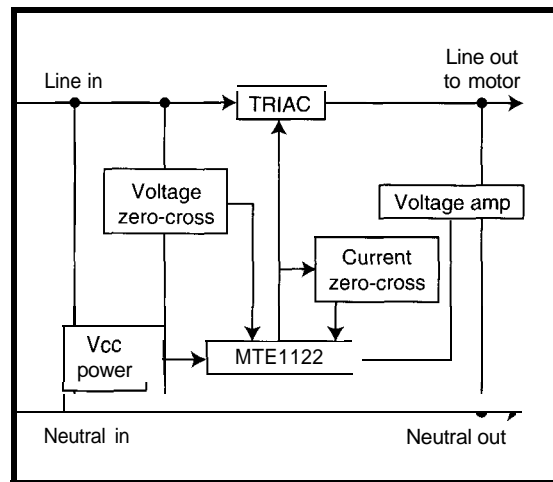 Line in
Line out
to motor
TRIAC
Voltage
zero-cross
Voltage amp
Current
zero-cross
Vcc
power
MTE1122
Neutral in
Neutral out